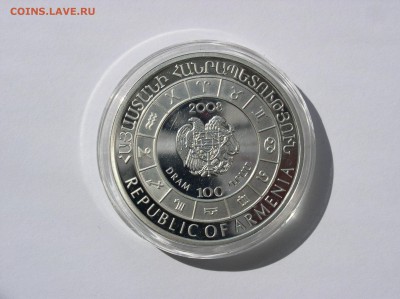 COINS.LAVE.RU
ՀԱՅԱՍՏԱՆԻ ՀԱՆՐԱՊԵՏՈՒԹՅՈՒՆ
2008
DRAM
100
REPUBLIC OF ARMENIA